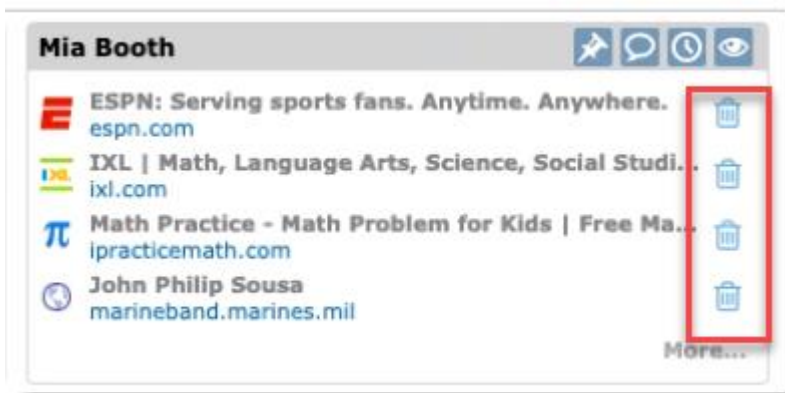 Mia Booth
ESPN: Serving sports fans. Anytime. Anywhere.
espn.com
IXL | Math, Language Arts, Science, Social Studi...
ixl.com
Math Practice - Math Problem for Kids | Free Ma...
ipracticemath.com
John Philip Sousa
marineband.marines.mil
More...